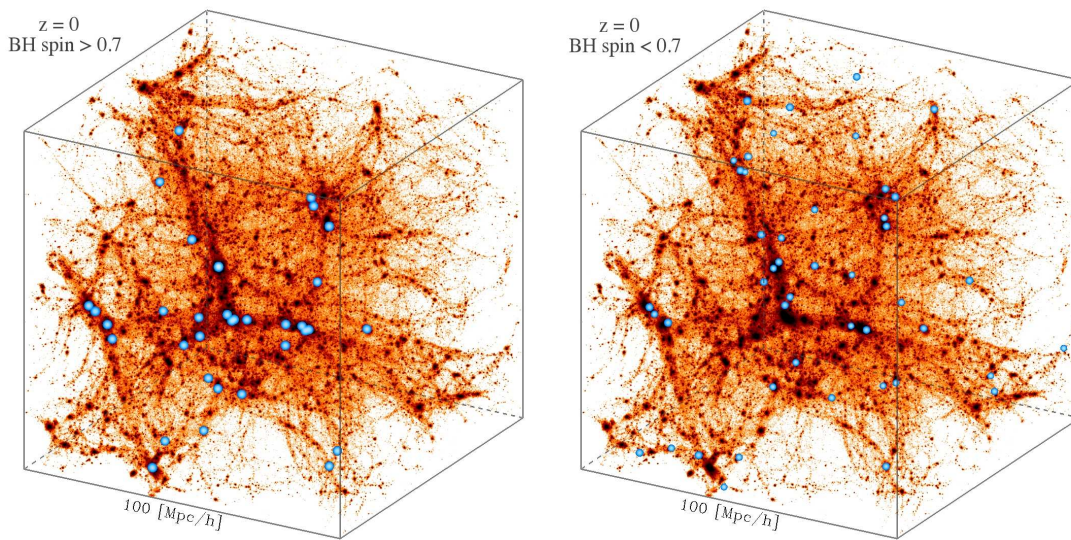 z = 0
BH spin > 0.7
100 [Mpc/h]
z = 0
BH spin < 0.7
100 [Mpc/h]